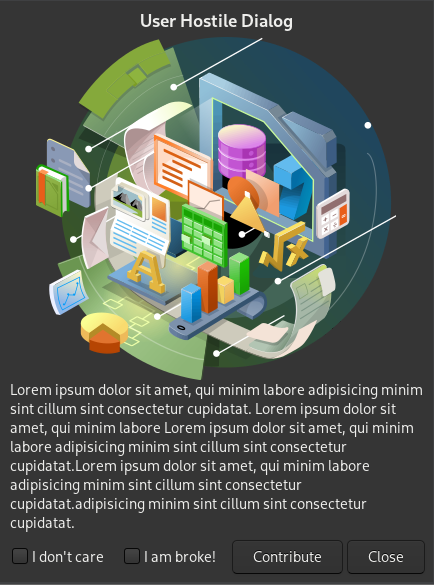 User Hostile Dialog
A
√x
Lorem ipsum dolor sit amet, qui minim labore adipisicing minim
sint cillum sint consectetur cupidatat. Lorem ipsum dolor sit
amet, qui minim labore Lorem ipsum dolor sit amet, qui minim
labore adipisicing minim sint cillum sint consectetur
cupidatat.Lorem ipsum dolor sit amet, qui minim labore
adipisicing minim sint cillum sint consectetur
cupidatat.adipisicing minim sint cillum sint consectetur
cupidatat.
I don't care
I am broke!
Contribute
Close